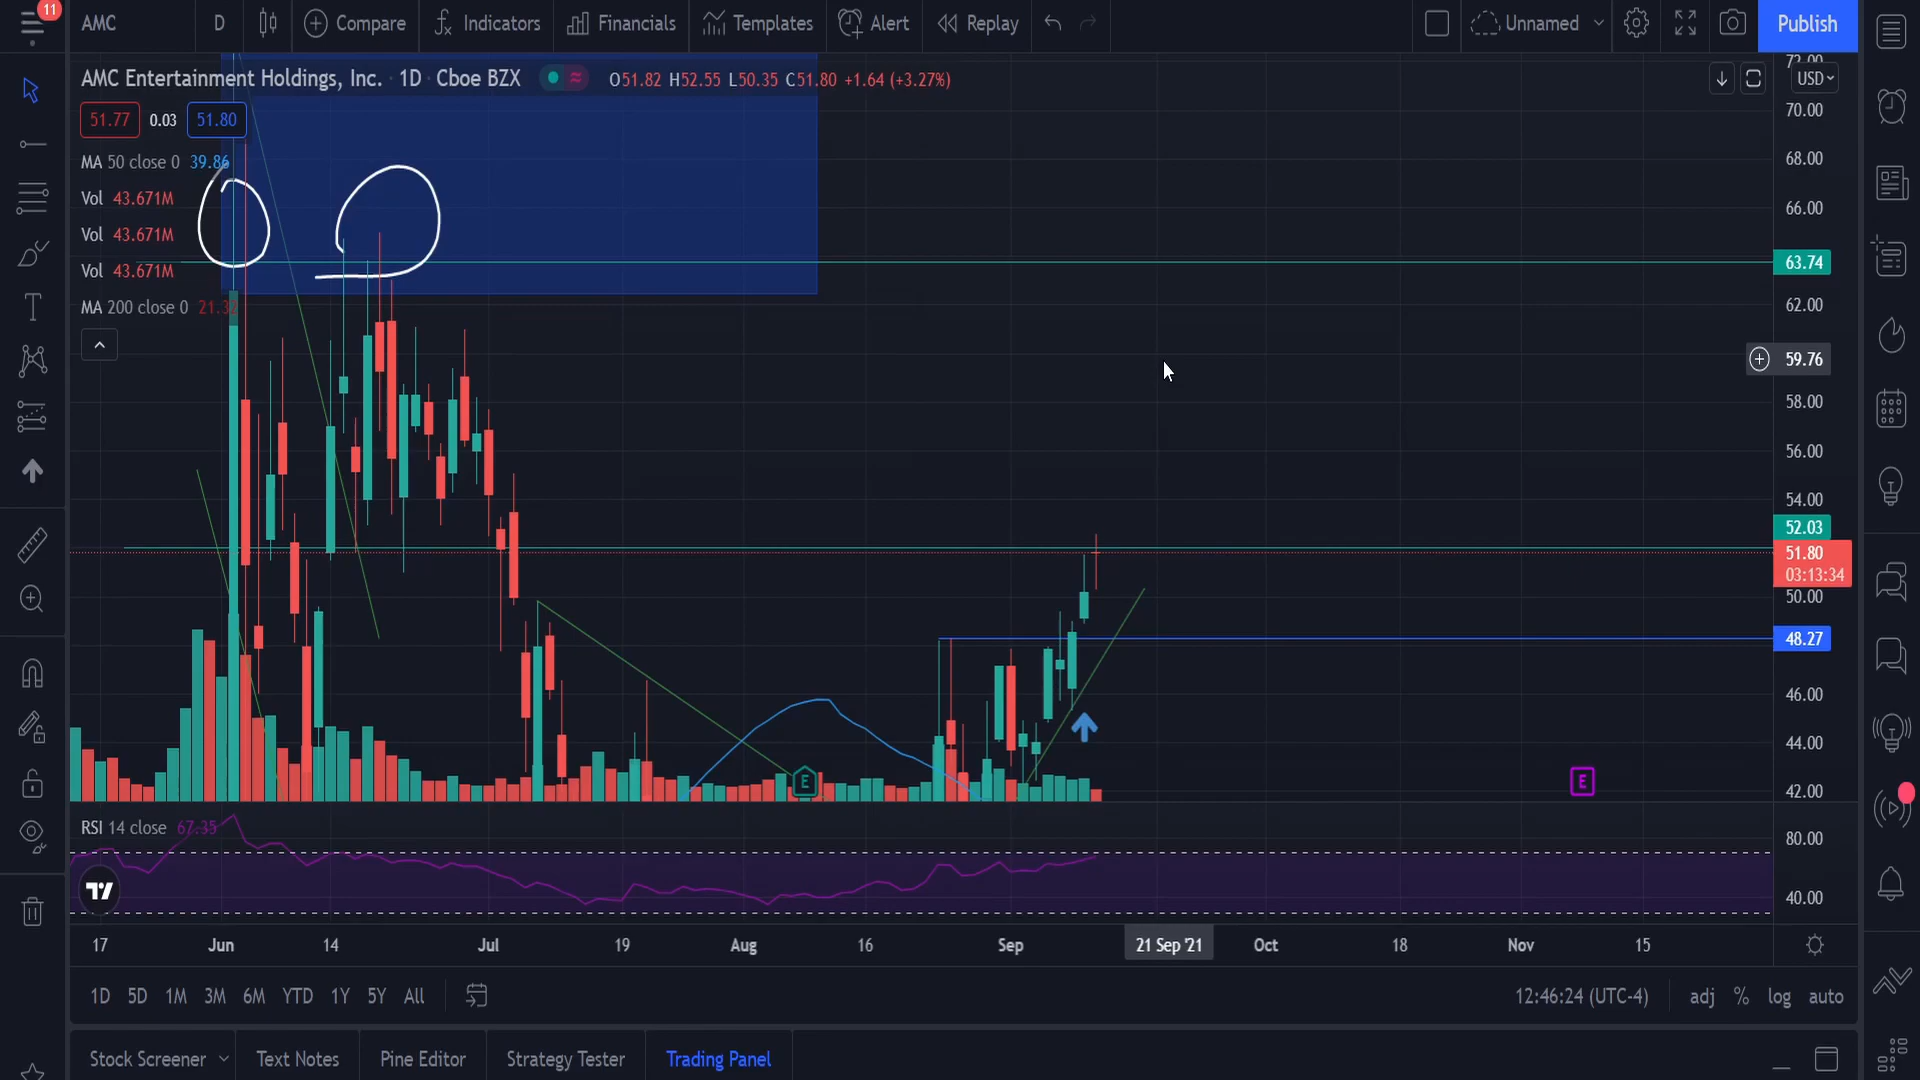 11
AMC
D
Compare
Indicators
Financials
Templates
Alert
Replay
Unnamed
Publish
AMC Entertainment Holdings, Inc. · 1D · Cboe BZX
O51.82 H52.55 L50.35 C51.80 +1.64 (+3.27%)
USD
51.77 0.03 51.80
MA 50 close 0 39.86
Vol 43.671M
Vol 43.671M
Vol 43.671M
MA 200 close 0
72.00
70.00
68.00
66.00
63.74
62.00
59.76
58.00
56.00
54.00
52.03
51.80
03:13:34
50.00
48.27
46.00
44.00
42.00
E
E
RSI 14 close 67.35
80.00
40.00
17 Jun 14 Jul 19 Aug 16 Sep 21 Sep '21 Oct 18 Nov 15
1D 5D 1M 3M 6M YTD 1Y 5Y All
12:46:24 (UTC-4)
adj % log auto
Stock Screener
Text Notes
Pine Editor
Strategy Tester
Trading Panel